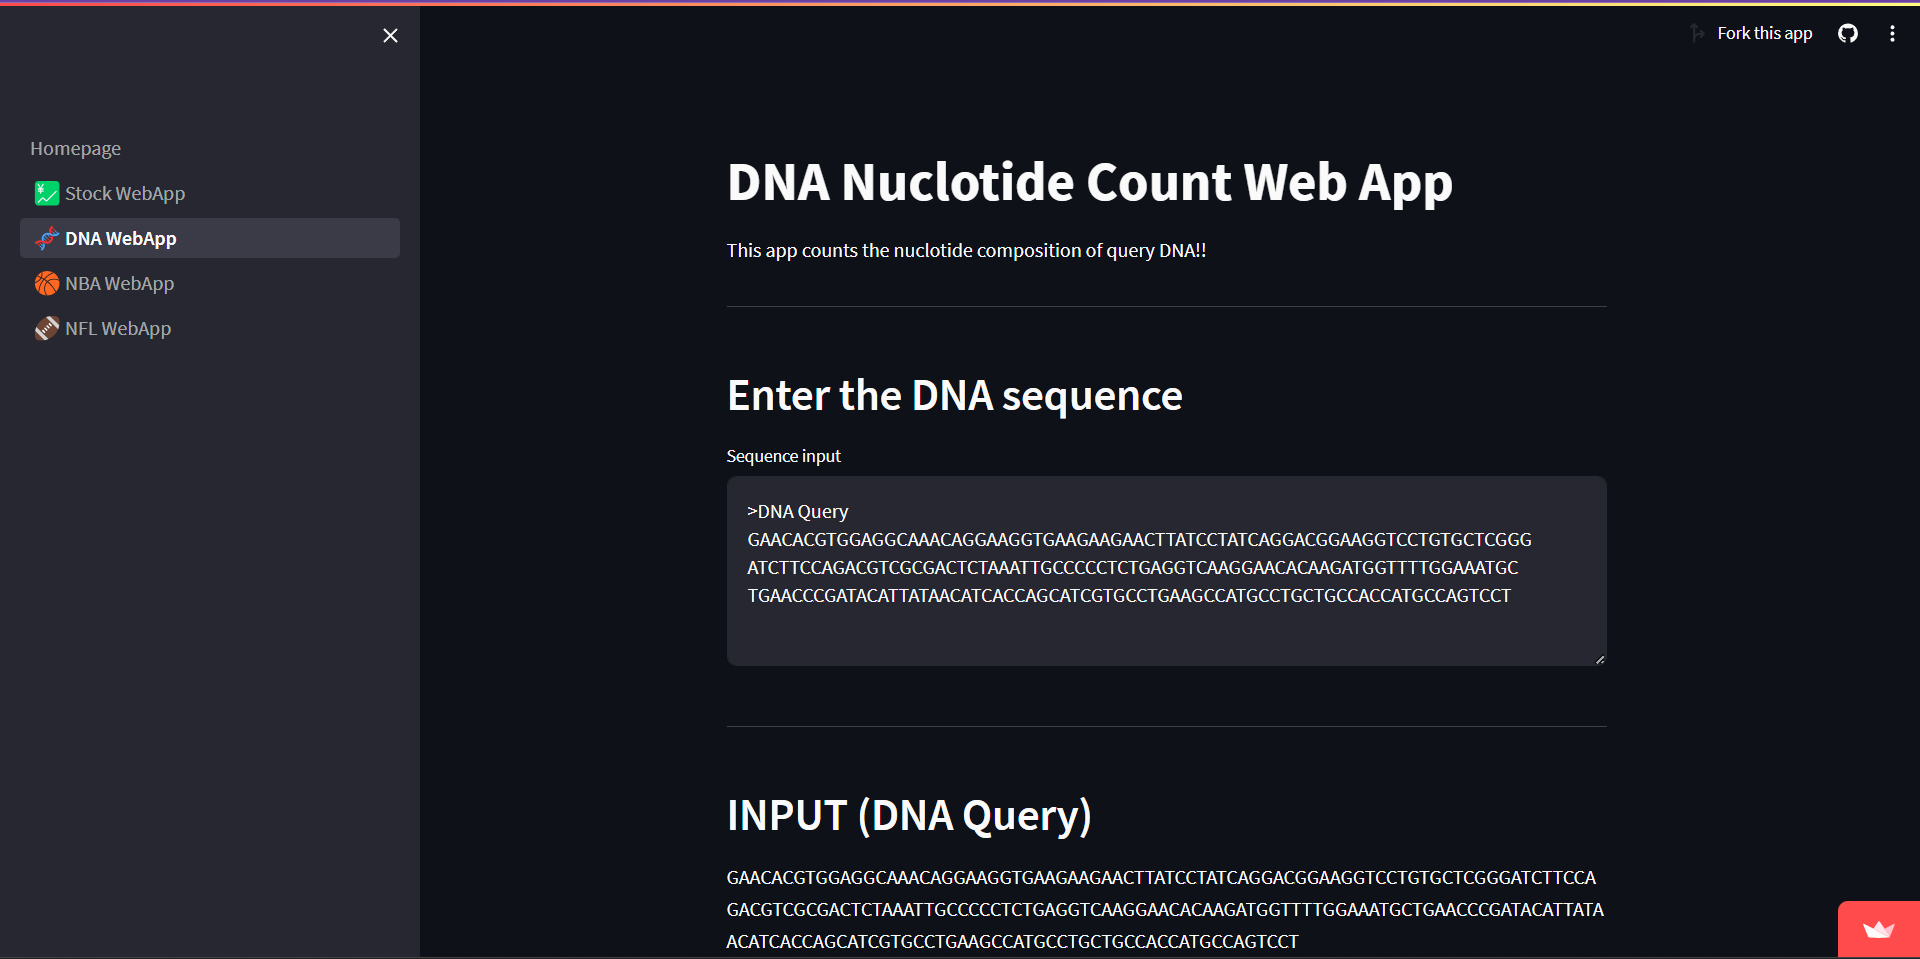 Fork this app
Homepage
Stock WebApp
DNA WebApp
NBA WebApp
NFL WebApp
DNA Nuclotide Count Web App
This app counts the nuclotide composition of query DNA!!
Enter the DNA sequence
Sequence input
>DNA Query
GAACACGTGGAGGCAAACAGGAAGGTGAAGAAGAACTTATCCTATCAGGACGGAAGGTCCTGTGCTCGGG
ATCTTCCAGACGTCGCGACTCTAAATTGCCCCCTCTGAGGTCAAGGAACACAAGATGGTTTTGGAAATGC
TGAACCCGATACATTATAACATCACCAGCATCGTGCCTGAAGCCATGCCTGCTGCCACCATGCCAGTCCT
INPUT (DNA Query)
GAACACGTGGAGGCAAACAGGAAGGTGAAGAAGAACTTATCCTATCAGGACGGAAGGTCCTGTGCTCGGGATCTTCCA
GACGTCGCGACTCTAAATTGCCCCCTCTGAGGTCAAGGAACACAAGATGGTTTTGGAAATGCTGAACCCGATACATTATA
ACATCACCAGCATCGTGCCTGAAGCCATGCCTGCTGCCACCATGCCAGTCCT